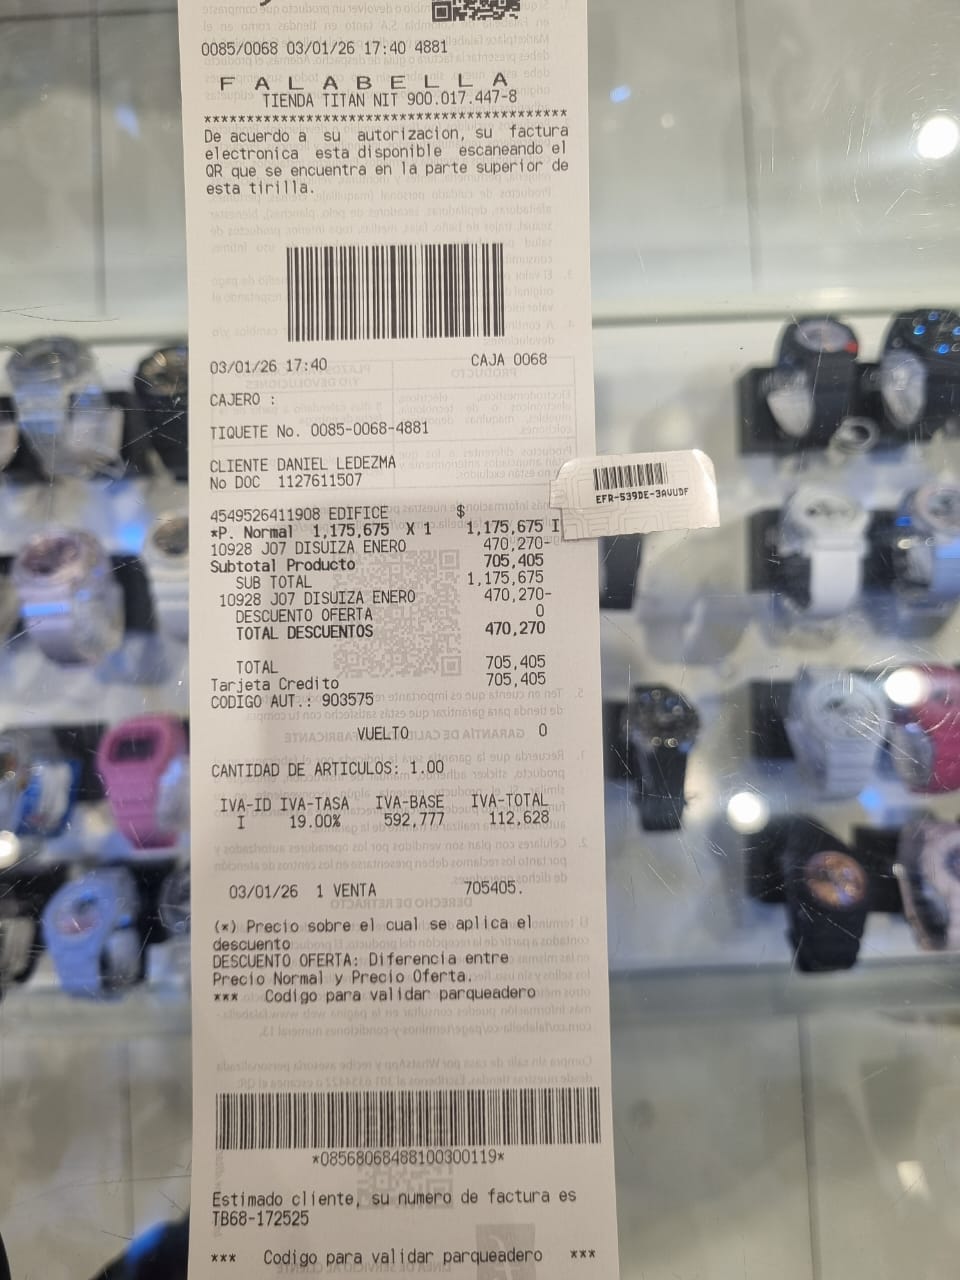 0085/0068 03/01/26 17:40 4881
F A L A B E L L A
TIENDA TITAN NIT 900.017.447-8
*******************************************
De acuerdo a su autorizacion, su factura
electronica esta disponible escaneando el
QR que se encuentra en la parte superior de
esta tirilla.
03/01/26 17:40 CAJA 0068
CAJERO :
TIQUETE No. 0085-0068-4881
CLIENTE DANIEL LEDEZMA
No DOC 1127611507
EFR-539DE-3AVUDF
4549526411908 EDIFICE $
*P. Normal 1,175,675 X 1 1,175,675 I
10928 J07 DISUIZA ENERO 470,270-
Subtotal Producto 705,405
SUB TOTAL 1,175,675
10928 J07 DISUIZA ENERO 470,270-
DESCUENTO OFERTA 0
TOTAL DESCUENTOS 470,270
TOTAL 705,405
Tarjeta Credito 705,405
CODIGO AUT.: 903575
VUELTO 0
CANTIDAD DE ARTICULOS: 1.00
IVA-ID IVA-TASA IVA-BASE IVA-TOTAL
I 19.00% 592,777 112,628
03/01/26 1 VENTA 705405.
(*) Precio sobre el cual se aplica el
descuento
DESCUENTO OFERTA: Diferencia entre
Precio Normal y Precio Oferta.
*** Codigo para validar parqueadero
*08568068488100300119*
Estimado cliente, su numero de factura es
TB68-172525
*** Codigo para validar parqueadero ***